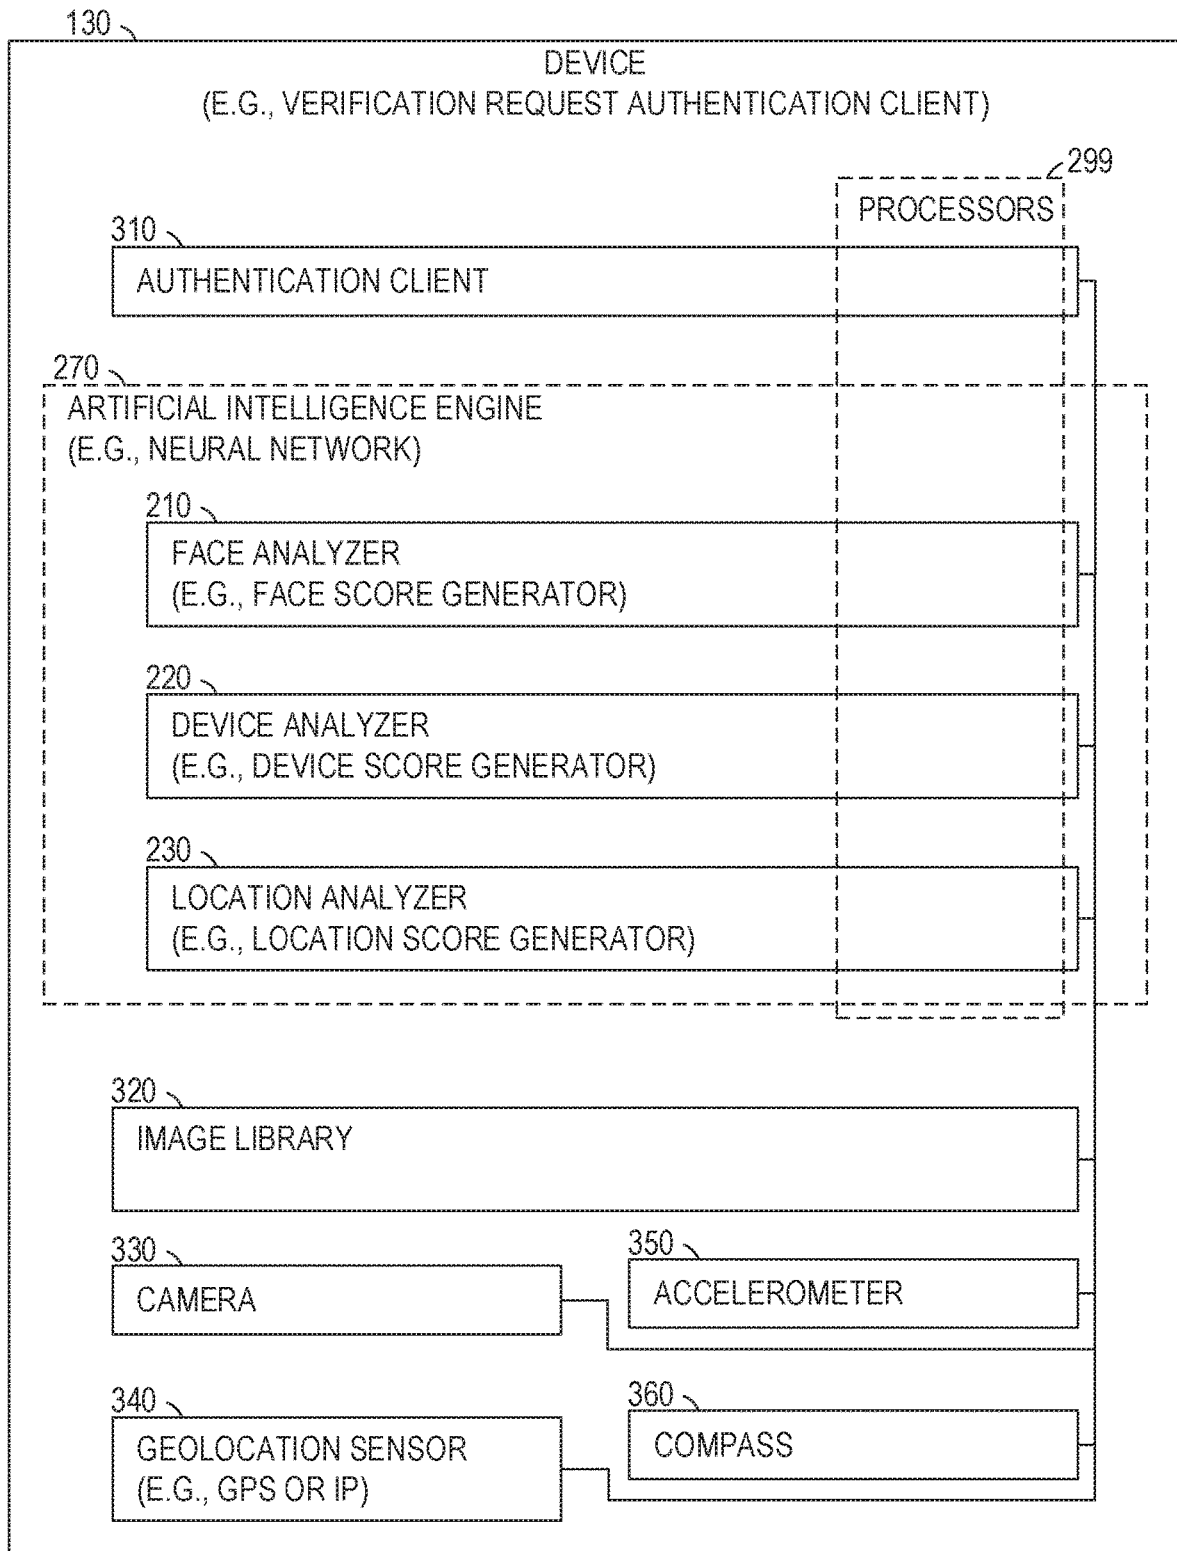 130
DEVICE
(E.G., VERIFICATION REQUEST AUTHENTICATION CLIENT)
299
PROCESSORS
310
AUTHENTICATION CLIENT
270
ARTIFICIAL INTELLIGENCE ENGINE
(E.G., NEURAL NETWORK)
210
FACE ANALYZER
(E.G., FACE SCORE GENERATOR)
220
DEVICE ANALYZER
(E.G., DEVICE SCORE GENERATOR)
230
LOCATION ANALYZER
(E.G., LOCATION SCORE GENERATOR)
320
IMAGE LIBRARY
330
CAMERA
350
ACCELEROMETER
340
GEOLOCATION SENSOR
(E.G., GPS OR IP)
360
COMPASS